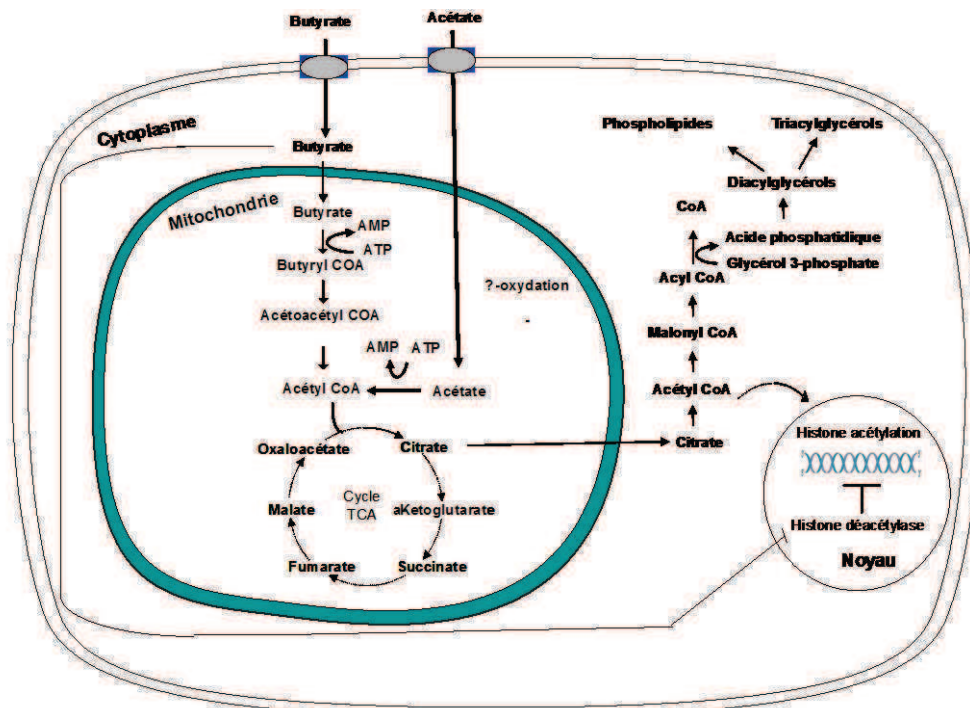 Butyrate
Acétate
Cytoplasme
Butyrate
Phospholipides
Triacylglycérols
Diacylglycérols
Mitochondrie
Butyrate
AMP
ATP
CoA
Acide phosphatidique
Glycérol 3-phosphate
Butyryl COA
Acyl CoA
?-oxydation
Acétoacétyl COA
Malonyl CoA
AMP ATP
Acétyl CoA
Acétate
Acétyl CoA
Oxaloacétate
Citrate
Citrate
Histone acétylation
Cycle
TCA
Malate
aKetoglutarate
Histone déacétylase
Fumarate
Succinate
Noyau